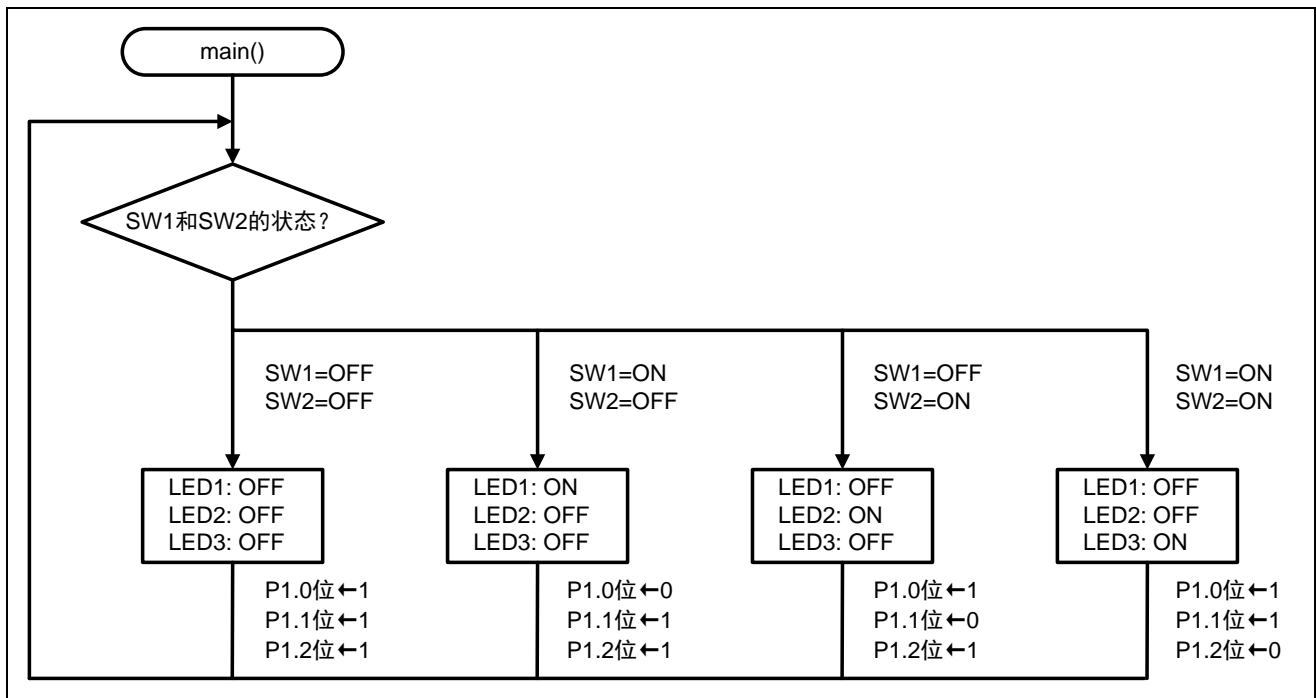 main()
SW1和SW2的状态？
SW1=OFF
SW2=OFF
SW1=ON
SW2=OFF
SW1=OFF
SW2=ON
SW1=ON
SW2=ON
LED1: OFF
LED2: OFF
LED3: OFF
LED1: ON
LED2: OFF
LED3: OFF
LED1: OFF
LED2: ON
LED3: OFF
LED1: OFF
LED2: OFF
LED3: ON
P1.0位←1
P1.1位←1
P1.2位←1
P1.0位←0
P1.1位←1
P1.2位←1
P1.0位←1
P1.1位←0
P1.2位←1
P1.0位←1
P1.1位←1
P1.2位←0